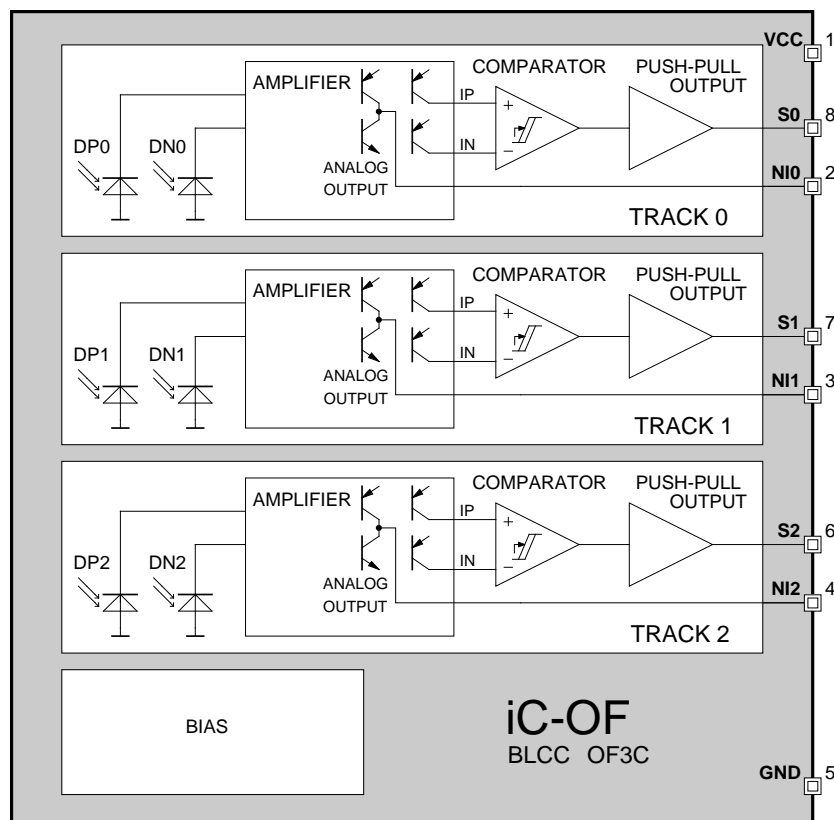 VCC 1
AMPLIFIER
COMPARATOR
PUSH-PULL
OUTPUT
IP
+
S0 8
DP0
DN0
IN
−
ANALOG
OUTPUT
NI0 2
TRACK 0
AMPLIFIER
COMPARATOR
PUSH-PULL
OUTPUT
IP
+
S1 7
DP1
DN1
IN
−
ANALOG
OUTPUT
NI1 3
TRACK 1
AMPLIFIER
COMPARATOR
PUSH-PULL
OUTPUT
IP
+
S2 6
DP2
DN2
IN
−
ANALOG
OUTPUT
NI2 4
TRACK 2
BIAS
iC-OF
BLCC OF3C
GND 5